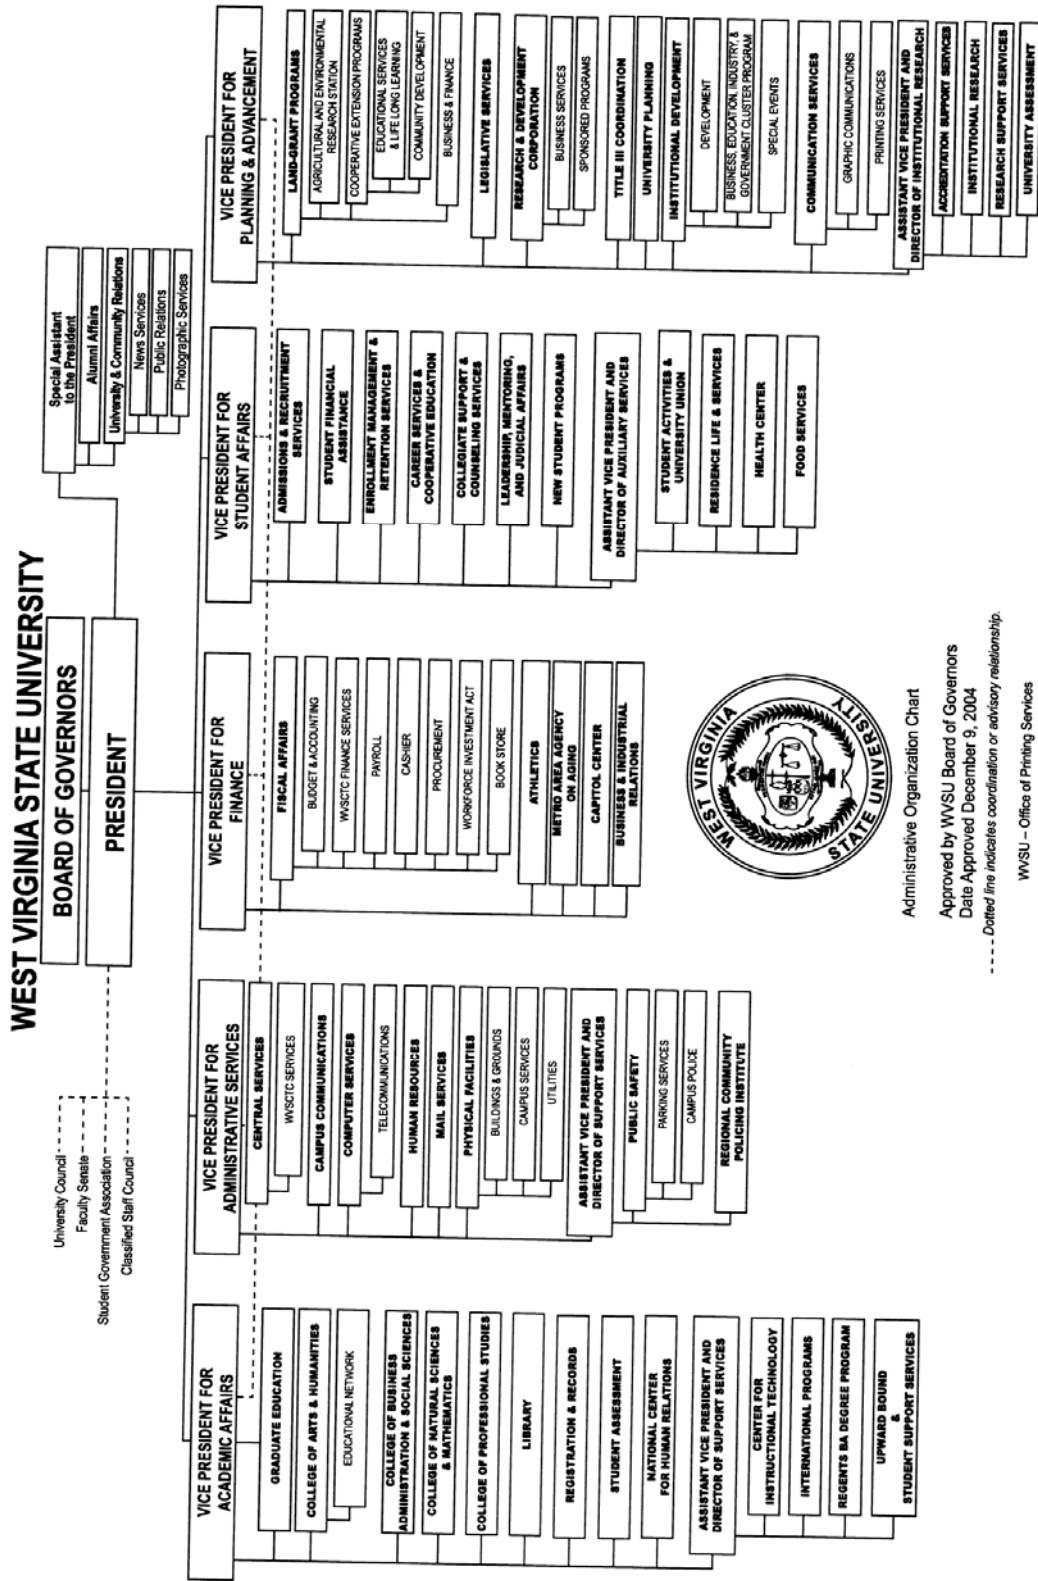 WEST VIRGINIA STATE UNIVERSITY
BOARD OF GOVERNORS
PRESIDENT
University Council
Faculty Senate
Student Government Association
Classified Staff Council
Special Assistant
to the President
Alumni Affairs
University & Community Relations
News Services
Public Relations
Photographic Services
VICE PRESIDENT FOR
ACADEMIC AFFAIRS
GRADUATE EDUCATION
COLLEGE OF ARTS & HUMANITIES
EDUCATIONAL NETWORK
COLLEGE OF BUSINESS
ADMINISTRATION & SOCIAL SCIENCES
COLLEGE OF NATURAL SCIENCES
& MATHEMATICS
COLLEGE OF PROFESSIONAL STUDIES
LIBRARY
REGISTRATION & RECORDS
STUDENT ASSESSMENT
NATIONAL CENTER
FOR HUMAN RELATIONS
ASSISTANT VICE PRESIDENT AND
DIRECTOR OF SUPPORT SERVICES
CENTER FOR
INSTRUCTIONAL TECHNOLOGY
INTERNATIONAL PROGRAMS
REGENTS BA DEGREE PROGRAM
UPWARD BOUND
&
STUDENT SUPPORT SERVICES
VICE PRESIDENT FOR
ADMINISTRATIVE SERVICES
CENTRAL SERVICES
WVSCTC SERVICES
CAMPUS COMMUNICATIONS
COMPUTER SERVICES
TELECOMMUNICATIONS
HUMAN RESOURCES
MAIL SERVICES
PHYSICAL FACILITIES
BUILDINGS & GROUNDS
CAMPUS SERVICES
UTILITIES
ASSISTANT VICE PRESIDENT AND
DIRECTOR OF SUPPORT SERVICES
PUBLIC SAFETY
PARKING SERVICES
CAMPUS POLICE
REGIONAL COMMUNITY
POLICING INSTITUTE
VICE PRESIDENT FOR
FINANCE
FISCAL AFFAIRS
BUDGET & ACCOUNTING
WVSCTC FINANCE SERVICES
PAYROLL
CASHIER
PROCUREMENT
WORKFORCE INVESTMENT ACT
BOOK STORE
ATHLETICS
METRO AREA AGENCY
ON AGING
CAPITOL CENTER
BUSINESS & INDUSTRIAL
RELATIONS
VICE PRESIDENT FOR
STUDENT AFFAIRS
ADMISSIONS & RECRUITMENT
SERVICES
STUDENT FINANCIAL
ASSISTANCE
ENROLLMENT MANAGEMENT &
RETENTION SERVICES
CAREER SERVICES &
COOPERATIVE EDUCATION
COLLEGIATE SUPPORT &
COUNSELING SERVICES
LEADERSHIP, MENTORING,
AND JUDICIAL AFFAIRS
NEW STUDENT PROGRAMS
ASSISTANT VICE PRESIDENT AND
DIRECTOR OF AUXILIARY SERVICES
STUDENT ACTIVITIES &
UNIVERSITY UNION
RESIDENCE LIFE & SERVICES
HEALTH CENTER
FOOD SERVICES
VICE PRESIDENT FOR
PLANNING & ADVANCEMENT
LAND-GRANT PROGRAMS
AGRICULTURAL AND ENVIRONMENTAL
RESEARCH STATION
COOPERATIVE EXTENSION PROGRAMS
EDUCATIONAL SERVICES
& LIFE LONG LEARNING
COMMUNITY DEVELOPMENT
BUSINESS & FINANCE
LEGISLATIVE SERVICES
RESEARCH & DEVELOPMENT
CORPORATION
BUSINESS SERVICES
SPONSORED PROGRAMS
TITLE III COORDINATION
UNIVERSITY PLANNING
INSTITUTIONAL DEVELOPMENT
DEVELOPMENT
BUSINESS, EDUCATION, INDUSTRY, &
GOVERNMENT CLUSTER PROGRAM
SPECIAL EVENTS
COMMUNICATION SERVICES
GRAPHIC COMMUNICATIONS
PRINTING SERVICES
ASSISTANT VICE PRESIDENT AND
DIRECTOR OF INSTITUTIONAL RESEARCH
ACCREDITATION SUPPORT SERVICES
INSTITUTIONAL RESEARCH
RESEARCH SUPPORT SERVICES
UNIVERSITY ASSESSMENT
WEST VIRGINIA
STATE UNIVERSITY
Administrative Organization Chart
Approved by WVSU Board of Governors
Date Approved December 9, 2004
- - - - Dotted line indicates coordination or advisory relationship.
WVSU – Office of Printing Services